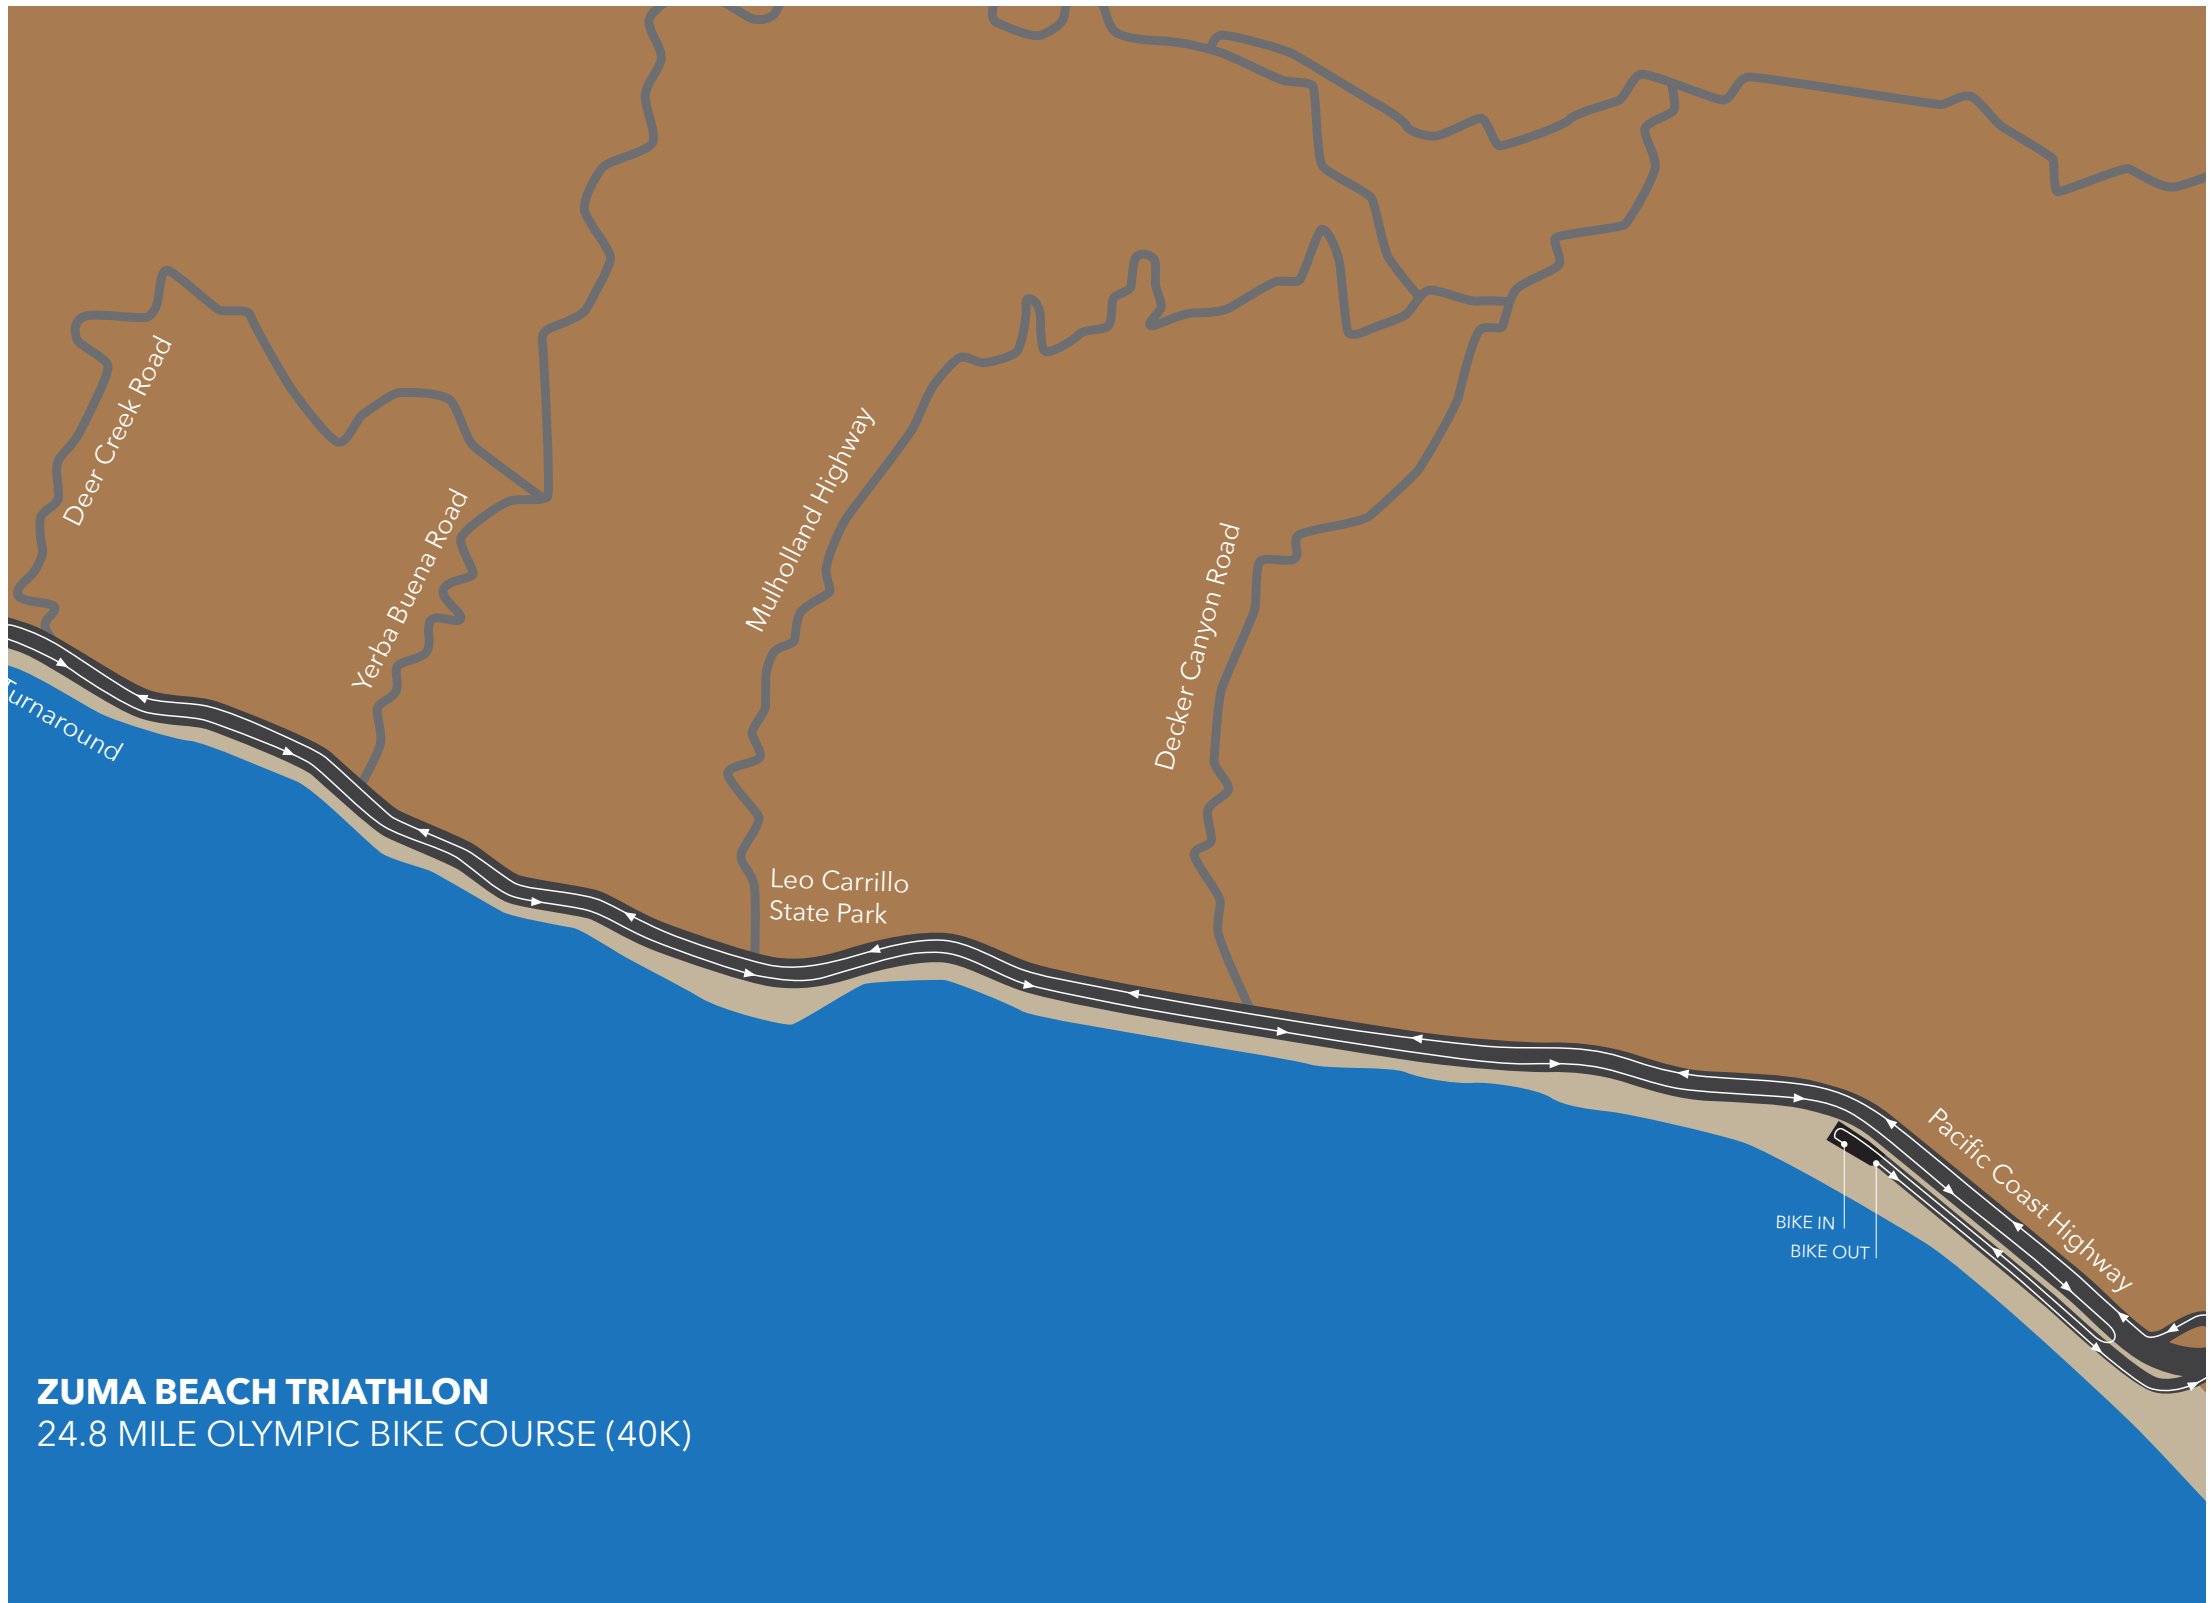 Deer Creek Road
Yerba Buena Road
Mulholland Highway
Decker Canyon Road
Turnaround
Leo Carrillo
State Park
Pacific Coast Highway
BIKE IN
BIKE OUT
ZUMA BEACH TRIATHLON
24.8 MILE OLYMPIC BIKE COURSE (40K)